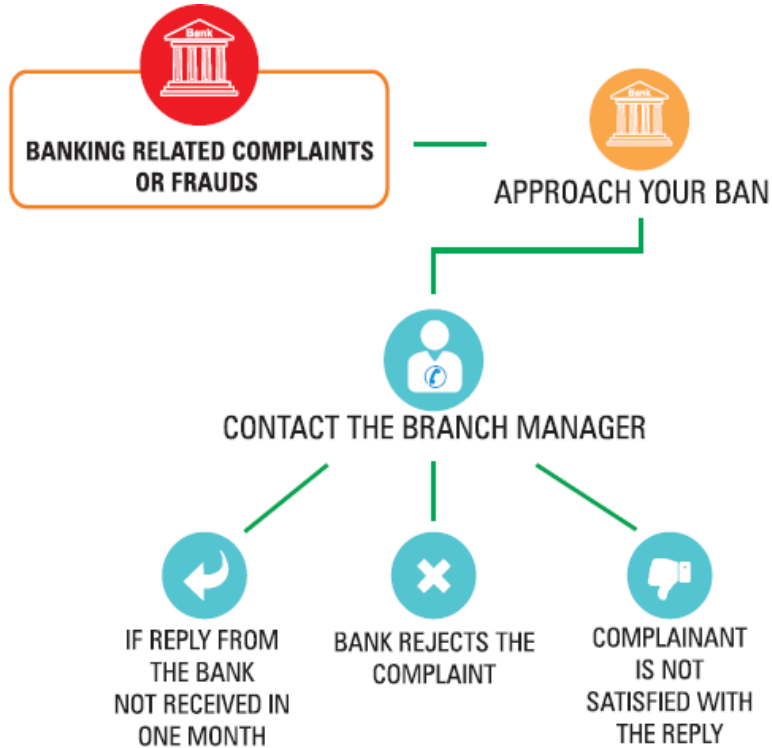 Bank
BANKING RELATED COMPLAINTS
OR FRAUDS
Bank
APPROACH YOUR BAN
CONTACT THE BRANCH MANAGER
IF REPLY FROM
THE BANK
NOT RECEIVED IN
ONE MONTH
BANK REJECTS THE
COMPLAINT
COMPLAINANT
IS NOT
SATISFIED WITH
THE REPLY